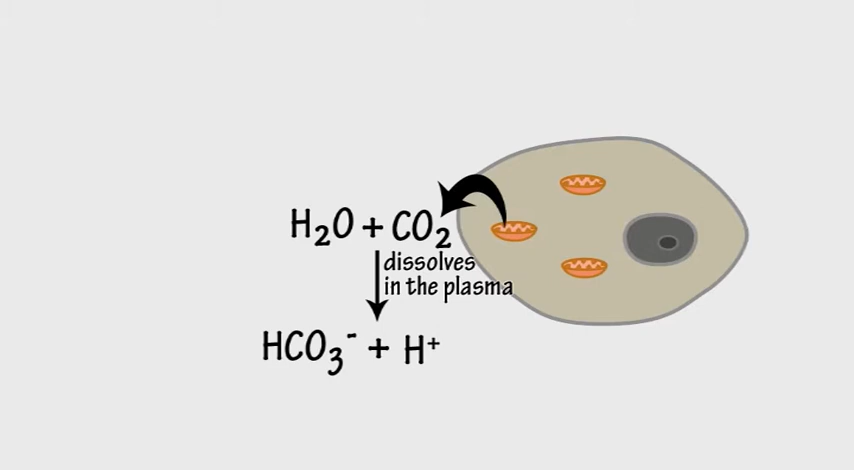 H₂O + CO₂
dissolves
in the plasma
HCO₃⁻ + H⁺